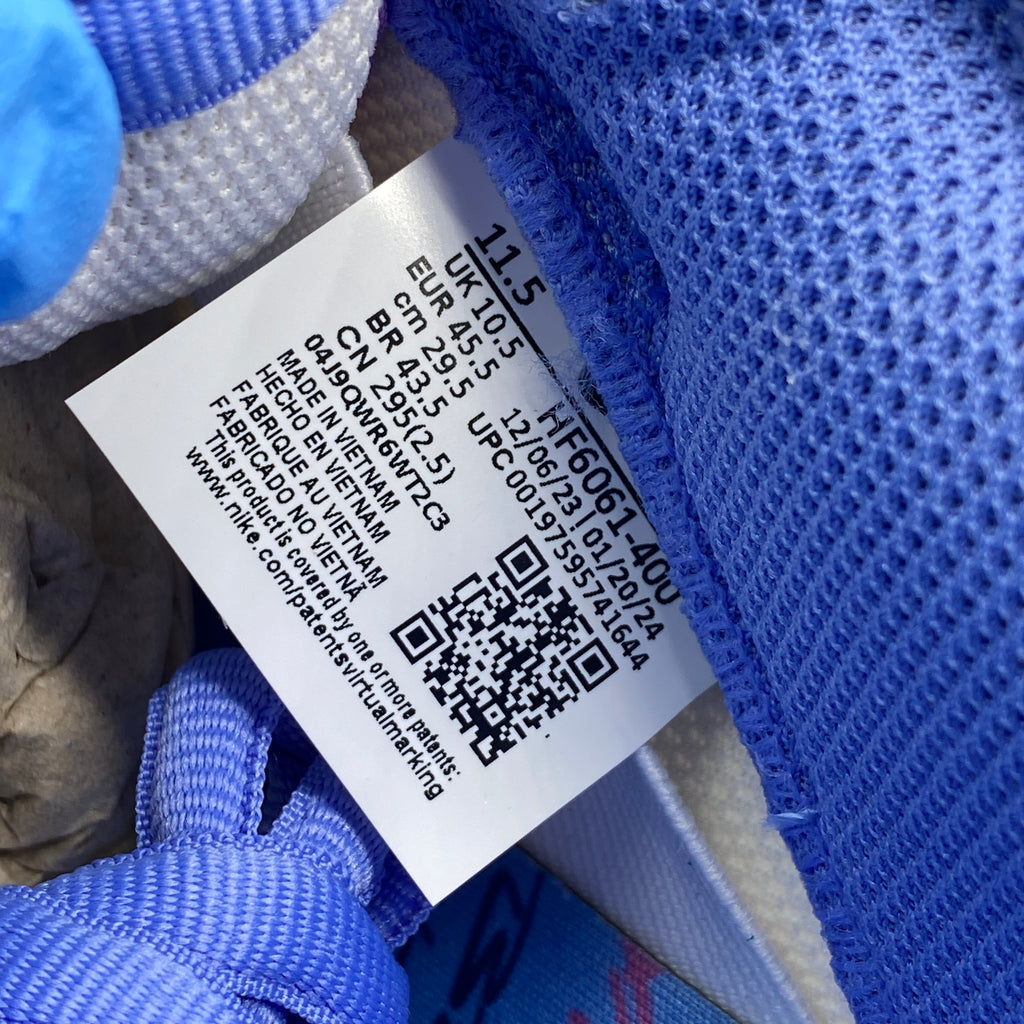 11.5
UK 10.5
EUR 45.5
cm 29.5
BR 43.5
CN 295(2.5)
04J9QWR6WT2C3
HF6061-400
12/06/23 | 01/20/24
UPC 00197595741644
MADE IN VIETNAM
HECHO EN VIETNAM
FABRIQUE AU VIETNAM
FABRICADO NO VIETNÃ
This product is covered by one or more patents:
www.nike.com/patentsvirtualmarking